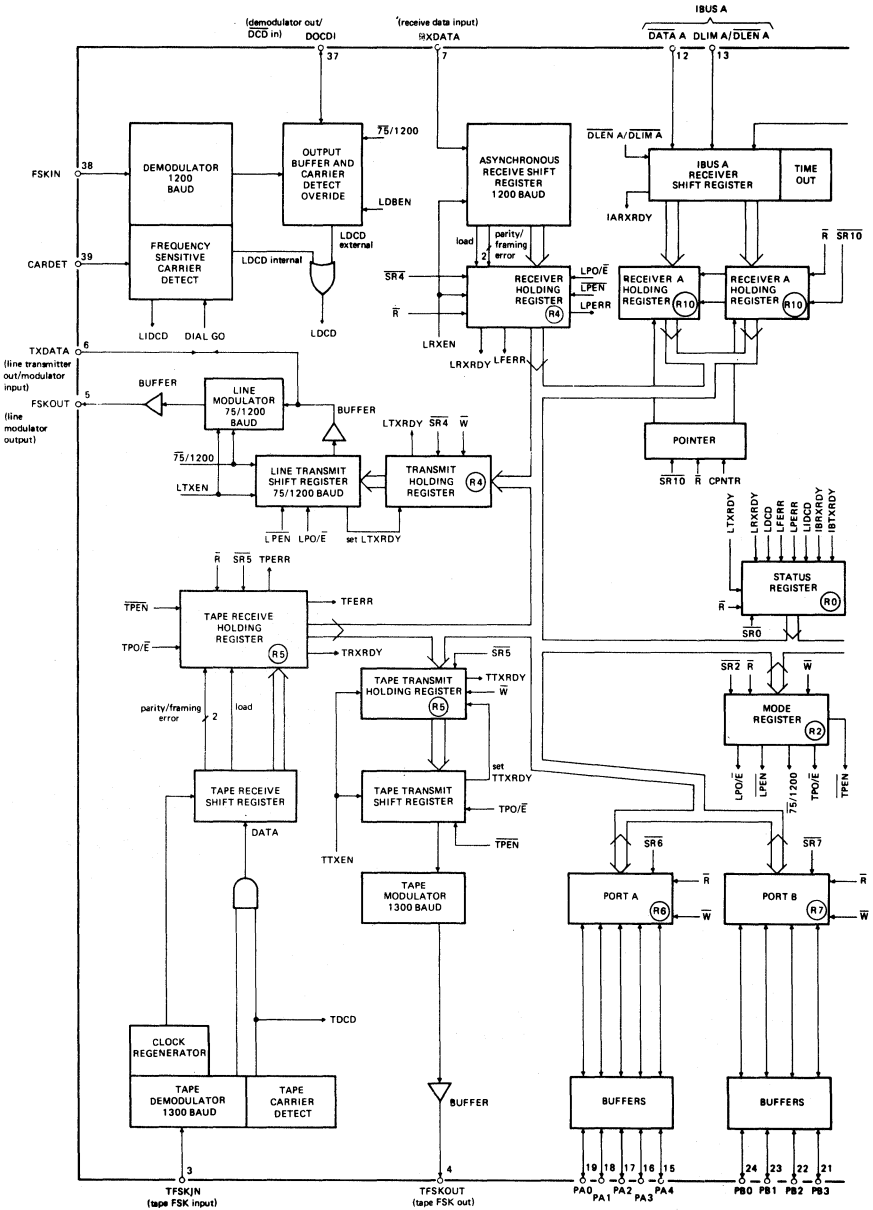 IBUS A
(demodulator out/
DCD in)
DOCDI
37
(receive data input)
RXDATA
7
DATA A
12
DLIM A/DLEN A
13
FSKIN
38
DEMODULATOR
1200
BAUD
OUTPUT
BUFFER AND
CARRIER
DETECT
OVERIDE
75/1200
LDBEN
ASYNCHRONOUS
RECEIVE SHIFT
REGISTER
1200 BAUD
DLEN A/DLIM A
IBUS A
RECEIVER
SHIFT REGISTER
TIME
OUT
IARXRDY
CARDET
39
FREQUENCY
SENSITIVE
CARRIER
DETECT
LDCD internal
LDCD
external
LDCD
LIDCD
DIAL GO
load
2
parity/
framing
error
SR4
R
LRXEN
RECEIVER
HOLDING
REGISTER
R4
LPO/E
LPEN
LPERR
LRXRDY
LFERR
RECEIVER A
HOLDING
REGISTER
R10
RECEIVER A
HOLDING
REGISTER
R10
R
SR10
TXDATA
6
(line transmitter
out/modulator
input)
FSKOUT
5
(line
modulator
output)
BUFFER
LINE
MODULATOR
75/1200
BAUD
BUFFER
75/1200
LTXEN
LINE TRANSMIT
SHIFT REGISTER
75/1200 BAUD
LPEN
LPO/E
set LTXRDY
LTXRDY
SR4
W
TRANSMIT
HOLDING
REGISTER
R4
POINTER
SR10
R
CPNTR
LTXRDY
LRXRDY
LDCD
LFERR
LPERR
LIDCD
IBRXRDY
IBTXRDY
STATUS
REGISTER
R0
R
SR0
R
SR5
TPERR
TPEN
TPO/E
TAPE RECEIVE
HOLDING
REGISTER
R5
TFERR
TRXRDY
SR5
TAPE TRANSMIT
HOLDING REGISTER
R5
TTXRDY
W
SR2
R
W
MODE
REGISTER
R2
LPO/E
LPEN
75/1200
TPO/E
TPEN
parity/framing
error
2
load
TAPE RECEIVE
SHIFT REGISTER
DATA
TTXEN
TAPE TRANSMIT
SHIFT REGISTER
set
TTXRDY
TPO/E
TPEN
TAPE
MODULATOR
1300 BAUD
SR6
PORT A
R6
R
W
SR7
PORT B
R7
R
W
TDCD
CLOCK
REGENERATOR
TAPE
DEMODULATOR
1300 BAUD
TAPE
CARRIER
DETECT
BUFFER
BUFFERS
BUFFERS
3
TFSKIN
(tape FSK input)
4
TFSKOUT
(tape FSK out)
19 18 17 16 15
PA0 PA1 PA2 PA3 PA4
24 23 22 21
PB0 PB1 PB2 PB3